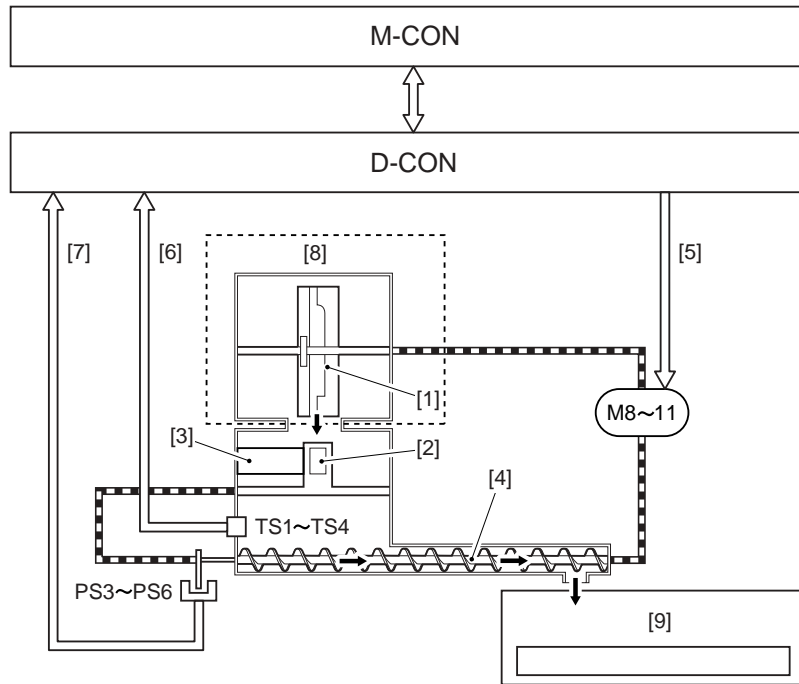 M-CON
D-CON
[7]
[6]
[8]
[5]
[1]
M8~11
[3]
[2]
[4]
TS1~TS4
PS3~PS6
[9]